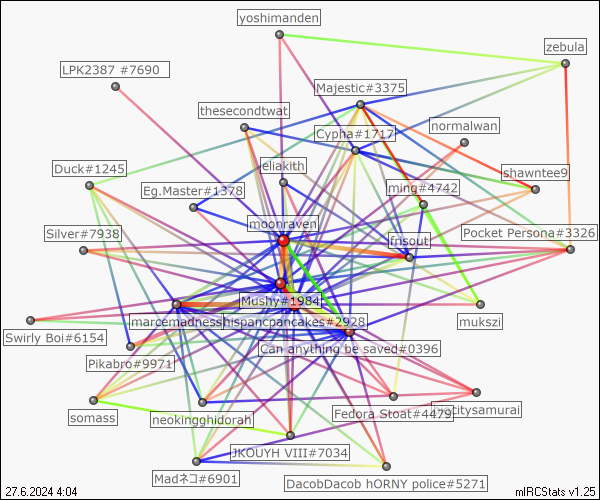 yoshimanden
zebula
LPK2387 #7690
Majestic#3375
thesecondtwat
normalwan
Cypha#1717
eliakith
Duck#1245
shawntee9
Eg.Master#1378
ming#4742
moonraven
Silver#7938
frisout
Pocket Persona#3326
Mushy#1984
marcemadness
hispancpancakes#2928
mukszi
Swirly Boi#6154
Can anything be saved#0396
Pikabro#9971
somass
neokingghidorah
Fedora Stoat#4479
citysamurai
JKOUYH VIII#7034
Madネコ#6901
DacobDacob hORNY police#5271
27.6.2024 4:04
mIRCStats v1.25